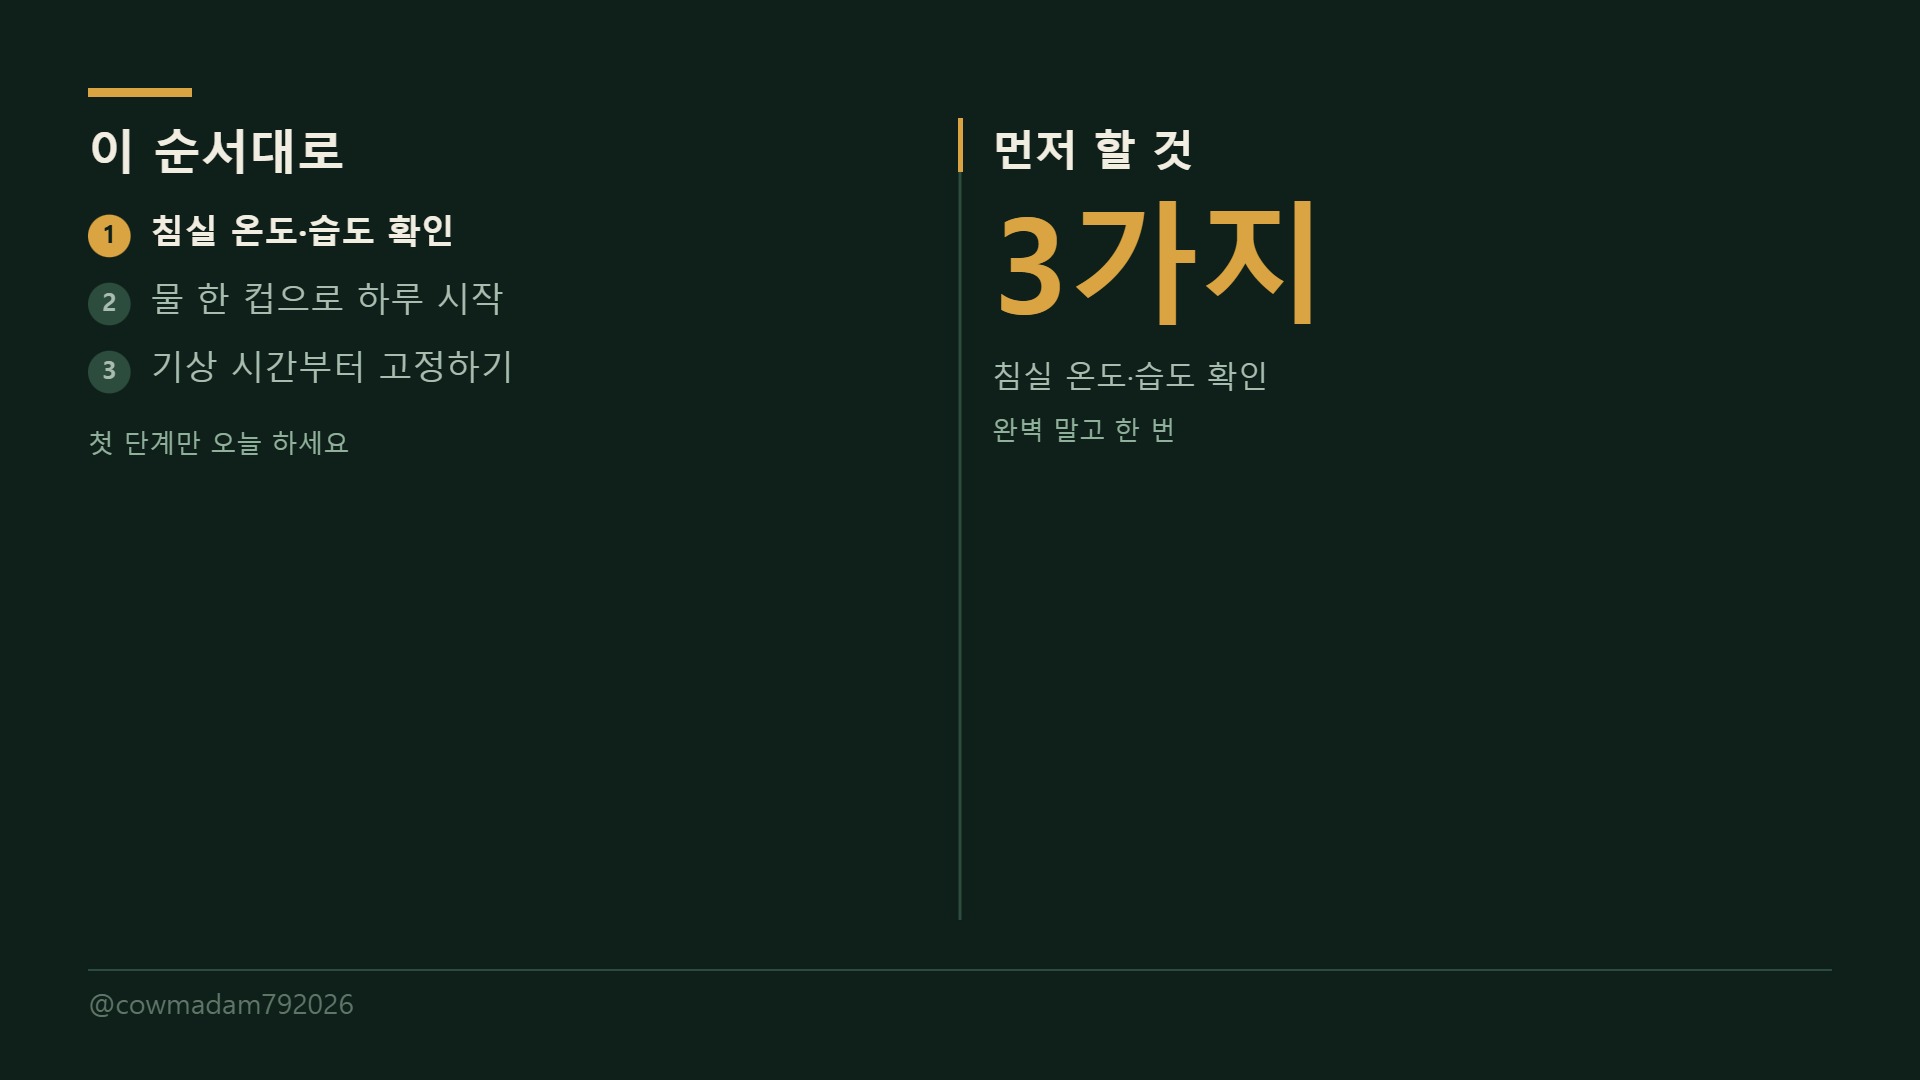 이 순서대로
1 침실 온도·습도 확인
2 물 한 컵으로 하루 시작
3 기상 시간부터 고정하기
첫 단계만 오늘 하세요
먼저 할 것
3가지
침실 온도·습도 확인
완벽 말고 한 번
@cowmadam792026